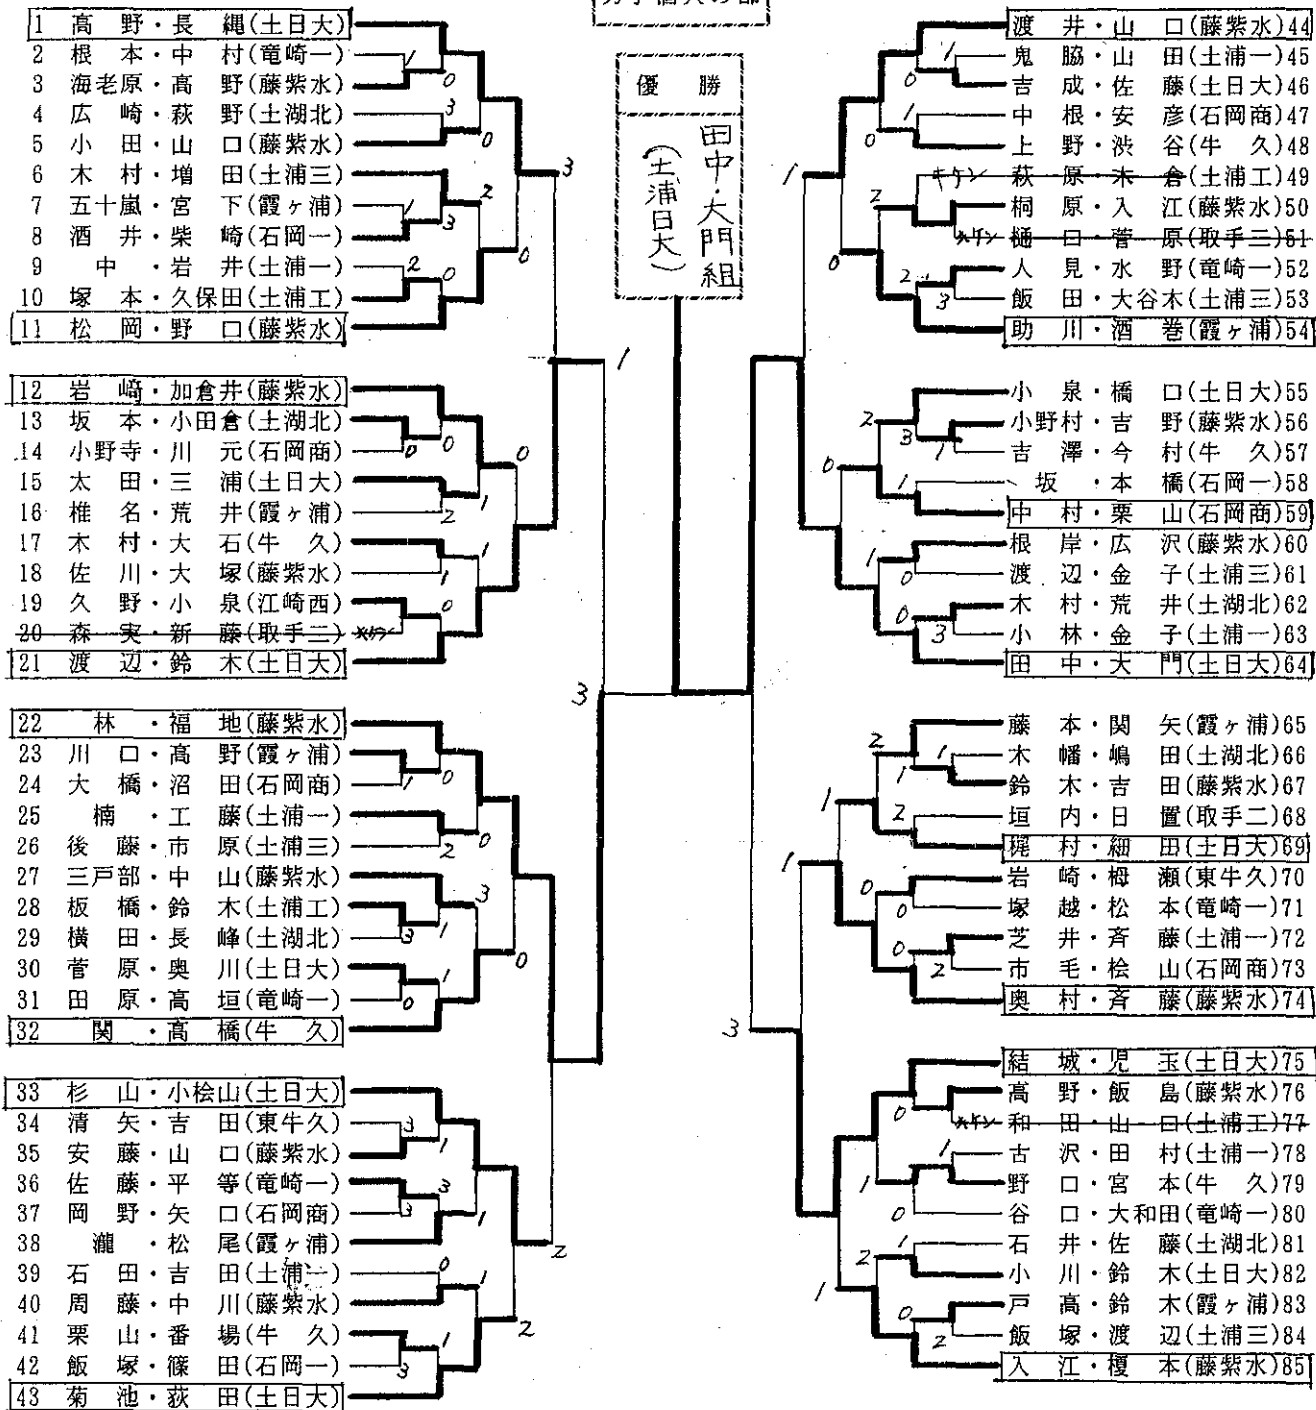 1 高野・長縄(土日大)
2 根本・中村(竜崎一)
3 海老原・髙野(藤紫水)
4 広崎・萩野(土湖北)
5 小田・山口(藤紫水)
6 木村・増田(土浦三)
7 五十嵐・宮下(霞ヶ浦)
8 酒井・柴崎(石岡一)
9 中・岩井(土浦一)
10 塚本・久保田(土浦工)
11 松岡・野口(藤紫水)
12 岩﨑・加倉井(藤紫水)
13 坂本・小田倉(土湖北)
14 小野寺・川元(石岡商)
15 太田・三浦(土日大)
16 椎名・荒井(霞ヶ浦)
17 木村・大石(牛久)
18 佐川・大塚(藤紫水)
19 久野・小泉(江崎西)
20 森実・新藤(取手二)
21 渡辺・鈴木(土日大)
22 林・福地(藤紫水)
23 川口・髙野(霞ヶ浦)
24 大橋・沼田(石岡商)
25 楠・工藤(土浦一)
26 後藤・市原(土浦三)
27 三戸部・中山(藤紫水)
28 板橋・鈴木(土浦工)
29 横田・長峰(土湖北)
30 菅原・奥川(土日大)
31 田原・高垣(竜崎一)
32 関・高橋(牛久)
33 杉山・小桧山(土日大)
34 清矢・吉田(東牛久)
35 安藤・山口(藤紫水)
36 佐藤・平等(竜崎一)
37 岡野・矢口(石岡商)
38 瀧・松尾(霞ヶ浦)
39 石田・吉田(土浦一)
40 周藤・中川(藤紫水)
41 栗山・番場(牛久)
42 飯塚・篠田(石岡一)
43 菊池・荻田(土日大)
優勝
田中・大門組
(土浦日大)
渡井・山口(藤紫水)44
鬼脇・山田(土浦一)45
吉成・佐藤(土日大)46
中根・安彦(石岡商)47
上野・渋谷(牛久)48
キケン 萩原・木倉(土浦工)49
桐原・入江(藤紫水)50
キケン 樋口・菅原(取手三)51
人見・水野(竜崎一)52
飯田・大谷木(土浦三)53
助川・酒巻(霞ヶ浦)54
小泉・橋口(土日大)55
小野村・吉野(藤紫水)56
吉澤・今村(牛久)57
坂・本橋(石岡一)58
中村・栗山(石岡商)59
根岸・広沢(藤紫水)60
渡辺・金子(土浦三)61
木村・荒井(土湖北)62
小林・金子(土浦一)63
田中・大門(土日大)64
藤本・関矢(霞ヶ浦)65
木幡・嶋田(土湖北)66
鈴木・吉田(藤紫水)67
垣内・日置(取手二)68
梶村・細田(土日大)69
岩崎・栂瀬(東牛久)70
塚越・松本(竜崎一)71
芝井・斉藤(土浦一)72
市毛・桧山(石岡商)73
奥村・斉藤(藤紫水)74
結城・児玉(土日大)75
高野・飯島(藤紫水)76
キケン 和田・山口(土浦工)77
古沢・田村(土浦一)78
野口・宮本(牛久)79
谷口・大和田(竜崎一)80
石井・佐藤(土湖北)81
小川・鈴木(土日大)82
戸高・鈴木(霞ヶ浦)83
飯塚・渡辺(土浦三)84
入江・榎本(藤紫水)85